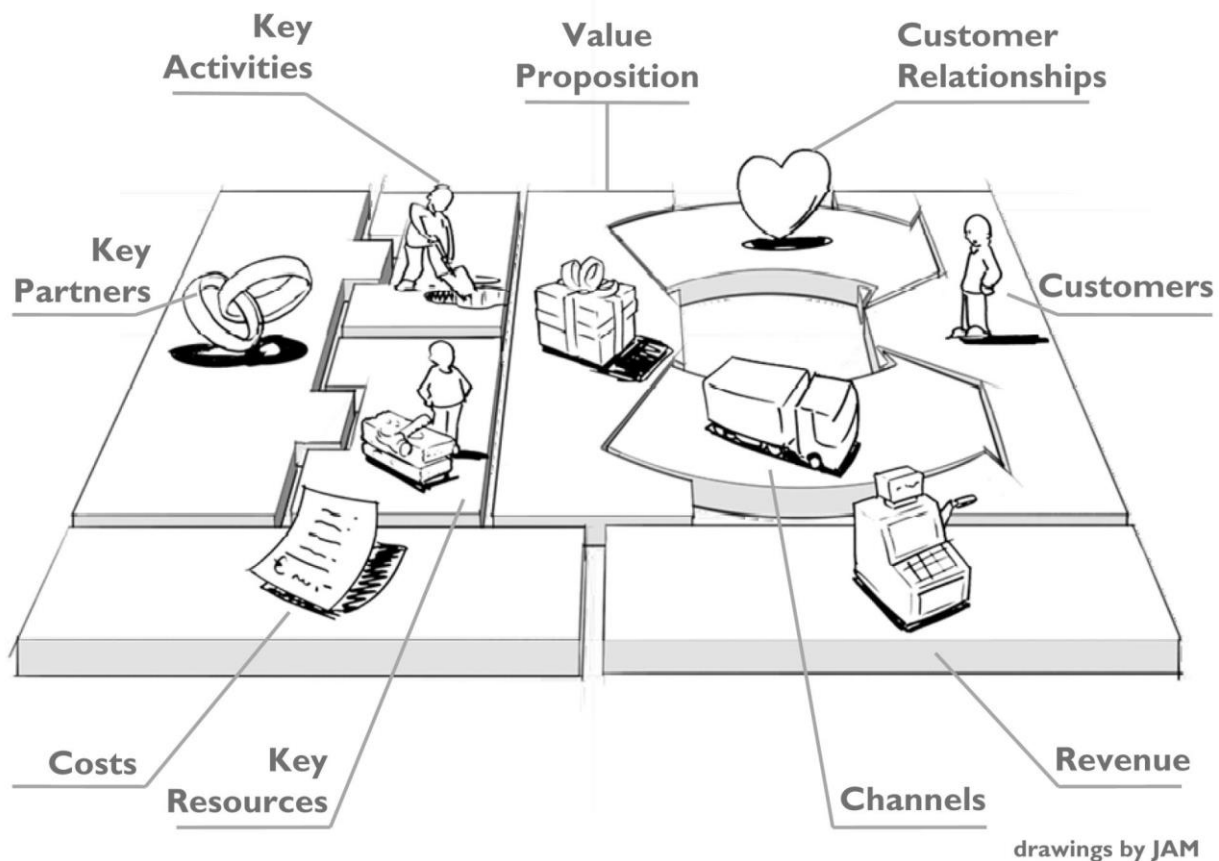 Key
Activities
Value
Proposition
Customer
Relationships
Key
Partners
Customers
€
Costs
Key
Resources
Channels
Revenue
drawings by JAM